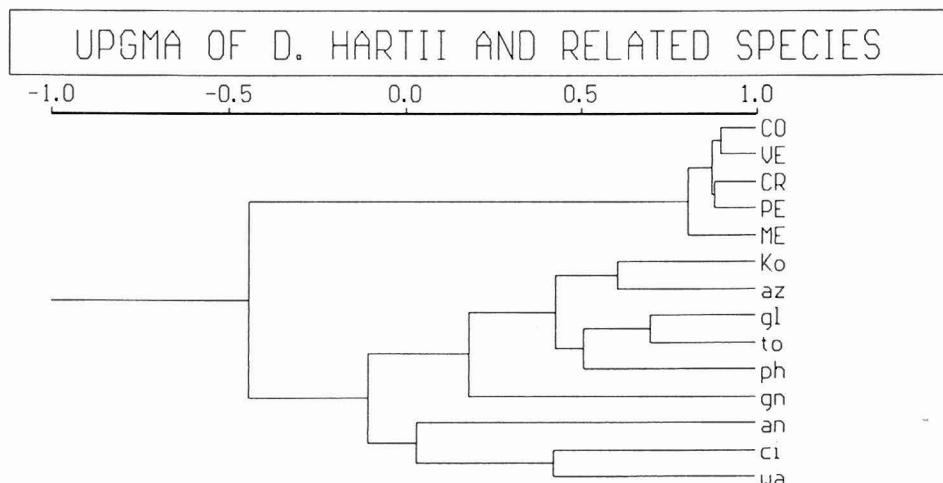 UPGMA OF D. HARTII AND RELATED SPECIES
-1.0 -0.5 0.0 0.5 1.0
CO
VE
CR
PE
ME
Ko
az
gl
to
ph
gn
an
ci
wa